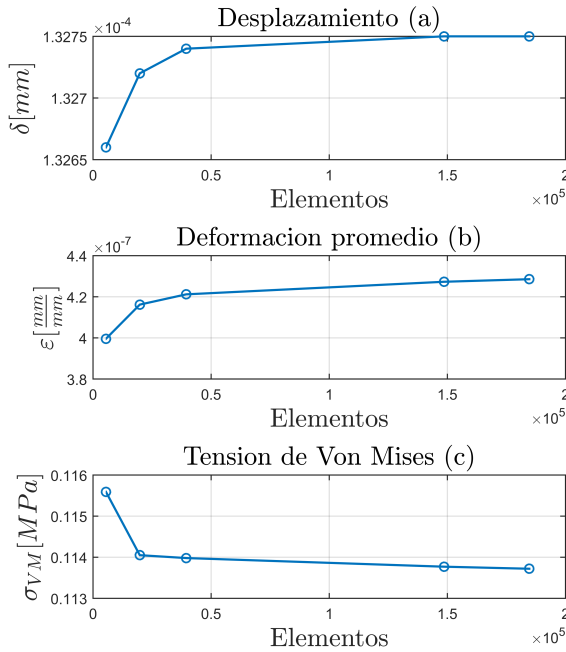 Desplazamiento (a)
×10⁻⁴
1.3275
1.327
1.3265
δ[mm]
0 0.5 1 1.5 2
Elementos
×10⁵
Deformacion promedio (b)
×10⁻⁷
4.4
4.2
4
3.8
ε[mm/mm]
0 0.5 1 1.5 2
Elementos
×10⁵
Tension de Von Mises (c)
0.116
0.115
0.114
0.113
σVM[MPa]
0 0.5 1 1.5 2
Elementos
×10⁵